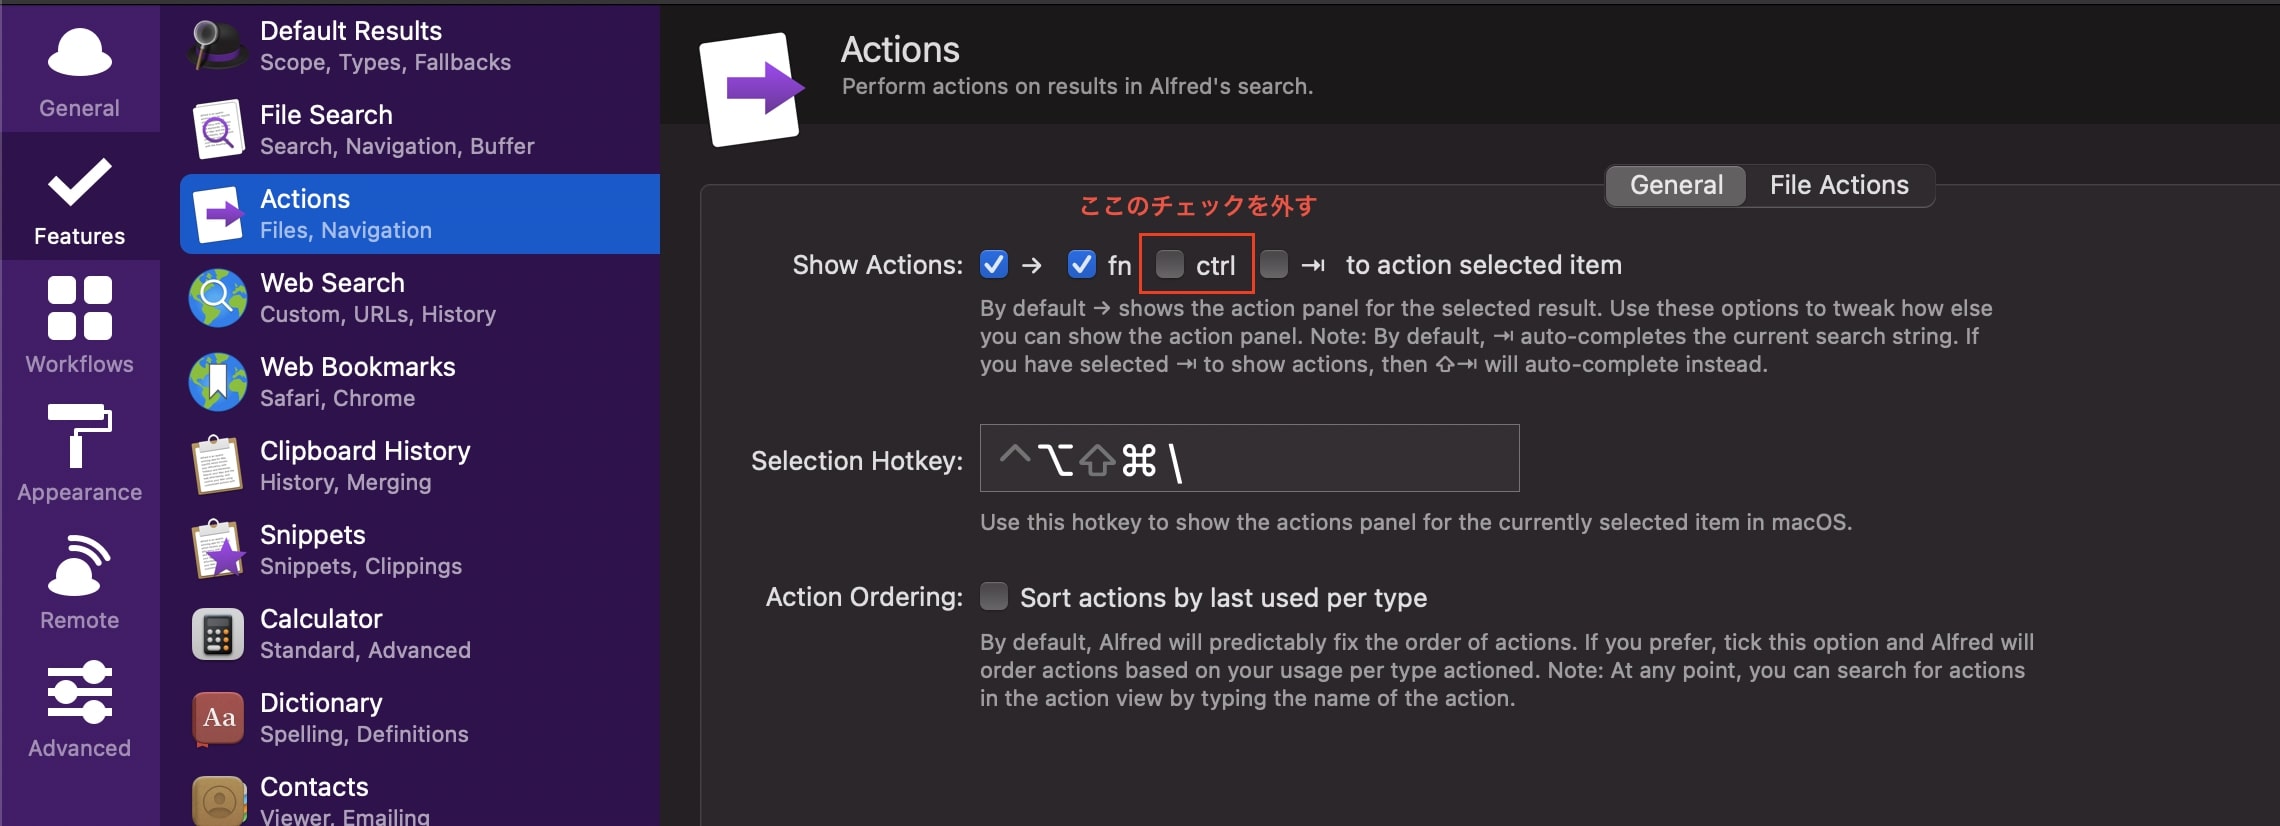 General
Features
Workflows
Appearance
Remote
Advanced
Default Results
Scope, Types, Fallbacks
File Search
Search, Navigation, Buffer
Actions
Files, Navigation
Web Search
Custom, URLs, History
Web Bookmarks
Safari, Chrome
Clipboard History
History, Merging
Snippets
Snippets, Clippings
Calculator
Standard, Advanced
Aa
Dictionary
Spelling, Definitions
Contacts
Viewer, Emailing
Actions
Perform actions on results in Alfred's search.
General File Actions
ここのチェックを外す
Show Actions: → fn ctrl ⇥ to action selected item
By default → shows the action panel for the selected result. Use these options to tweak how else
you can show the action panel. Note: By default, ⇥ auto-completes the current search string. If
you have selected ⇥ to show actions, then ⇧⇥ will auto-complete instead.
Selection Hotkey: ^⌥⇧⌘\
Use this hotkey to show the actions panel for the currently selected item in macOS.
Action Ordering: Sort actions by last used per type
By default, Alfred will predictably fix the order of actions. If you prefer, tick this option and Alfred will
order actions based on your usage per type actioned. Note: At any point, you can search for actions
in the action view by typing the name of the action.